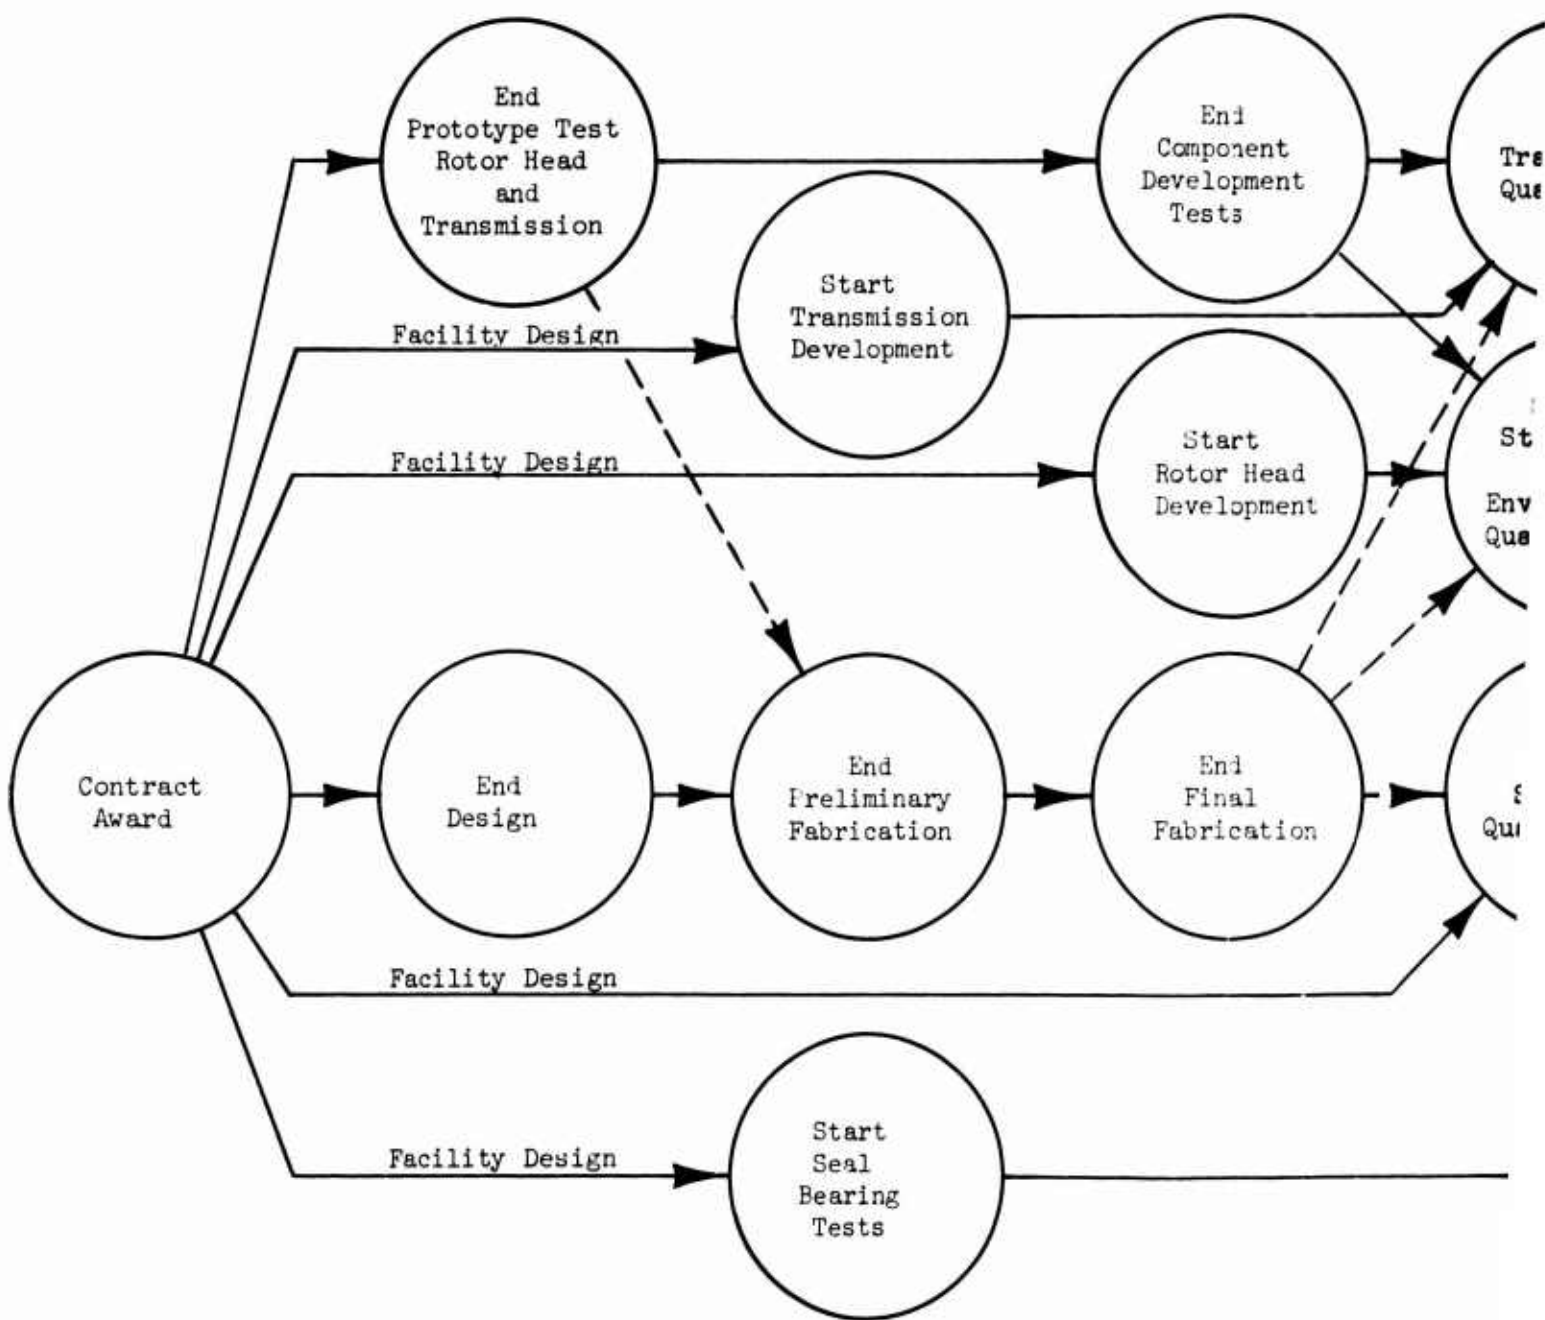 End
Prototype Test
Rotor Head
and
Transmission
End
Component
Development
Tests
Start
Transmission
Development
Facility Design
Start
Rotor Head
Development
Facility Design
St
Contract
Award
End
Design
End
Preliminary
Fabrication
End
Final
Fabrication
Facility Design
Start
Seal
Bearing
Tests
Facility Design